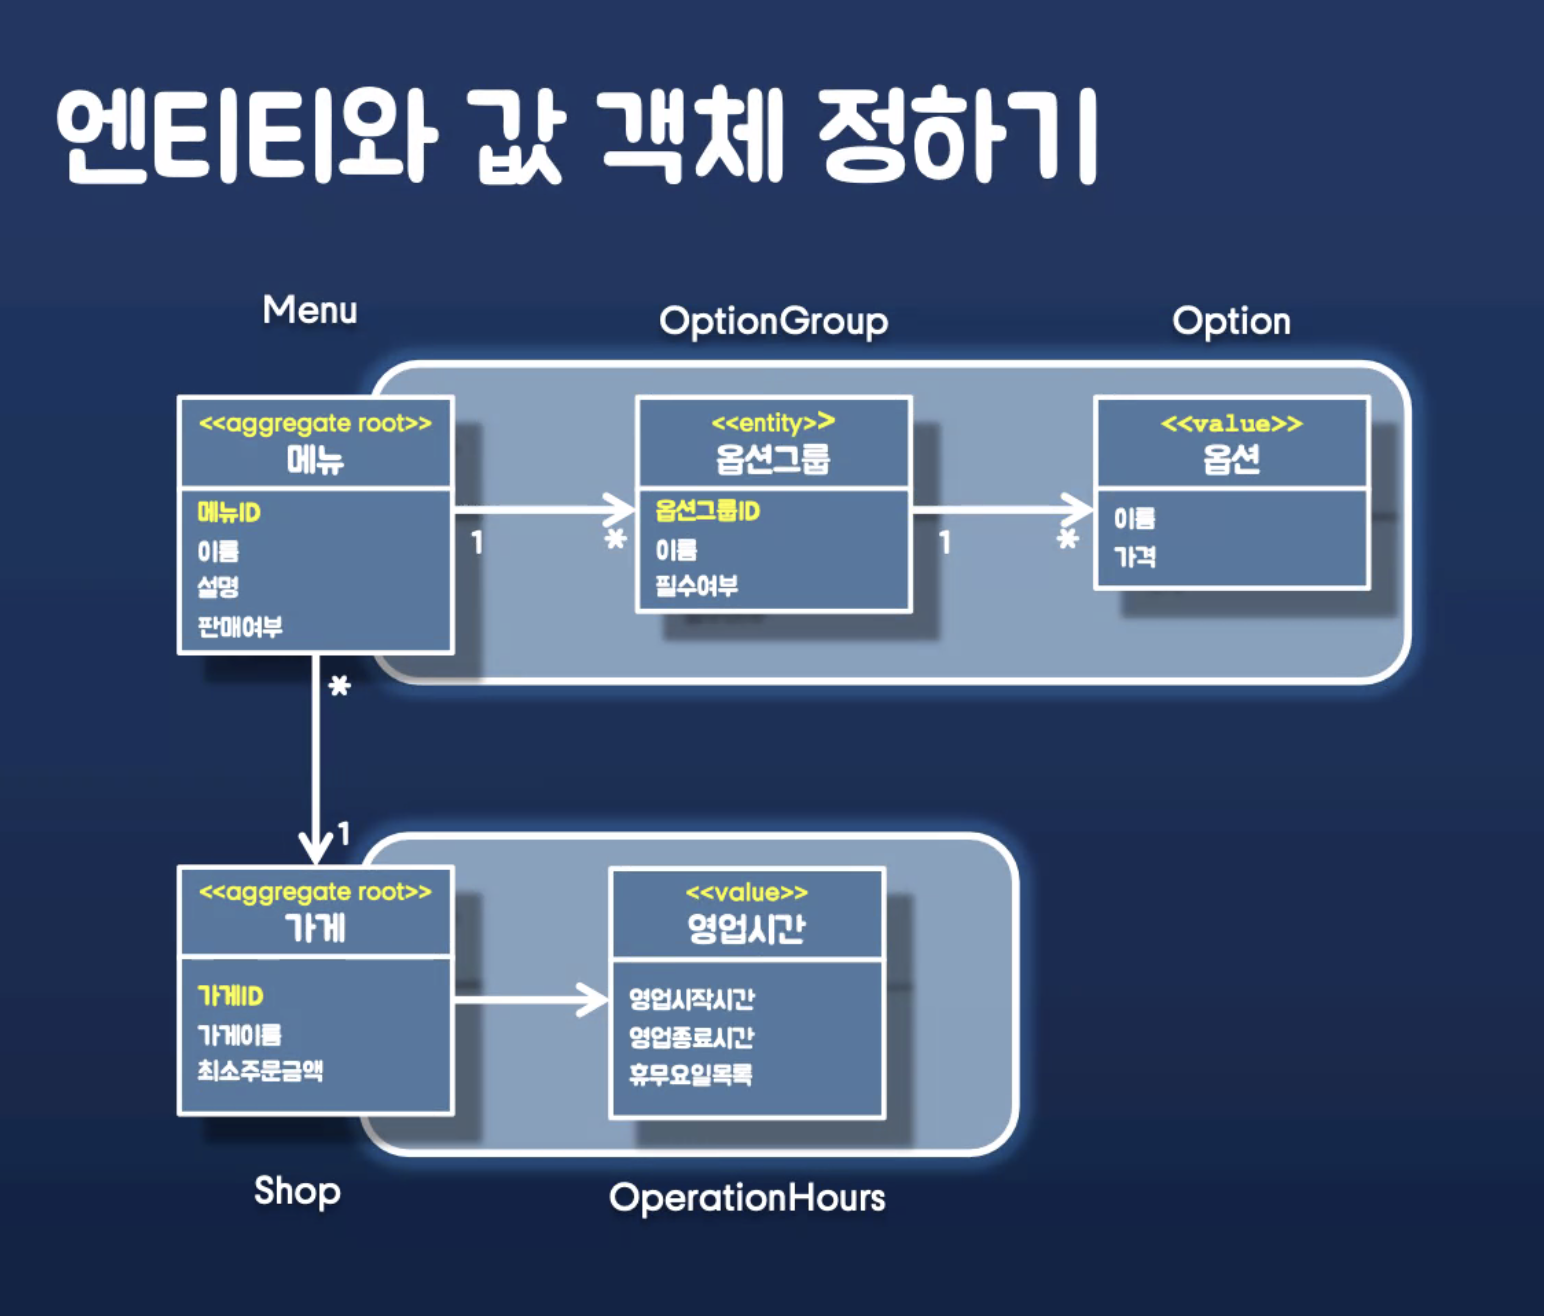 엔티티와 값 객체 정하기
Menu
OptionGroup
Option
<<aggregate root>>
메뉴
메뉴ID
이름
설명
판매여부
1
*
<<entity>>
옵션그룹
옵션그룹ID
이름
필수여부
1
*
<<value>>
옵션
이름
가격
*
1
<<aggregate root>>
가게
가게ID
가게이름
최소주문금액
<<value>>
영업시간
영업시작시간
영업종료시간
휴무요일목록
Shop
OperationHours